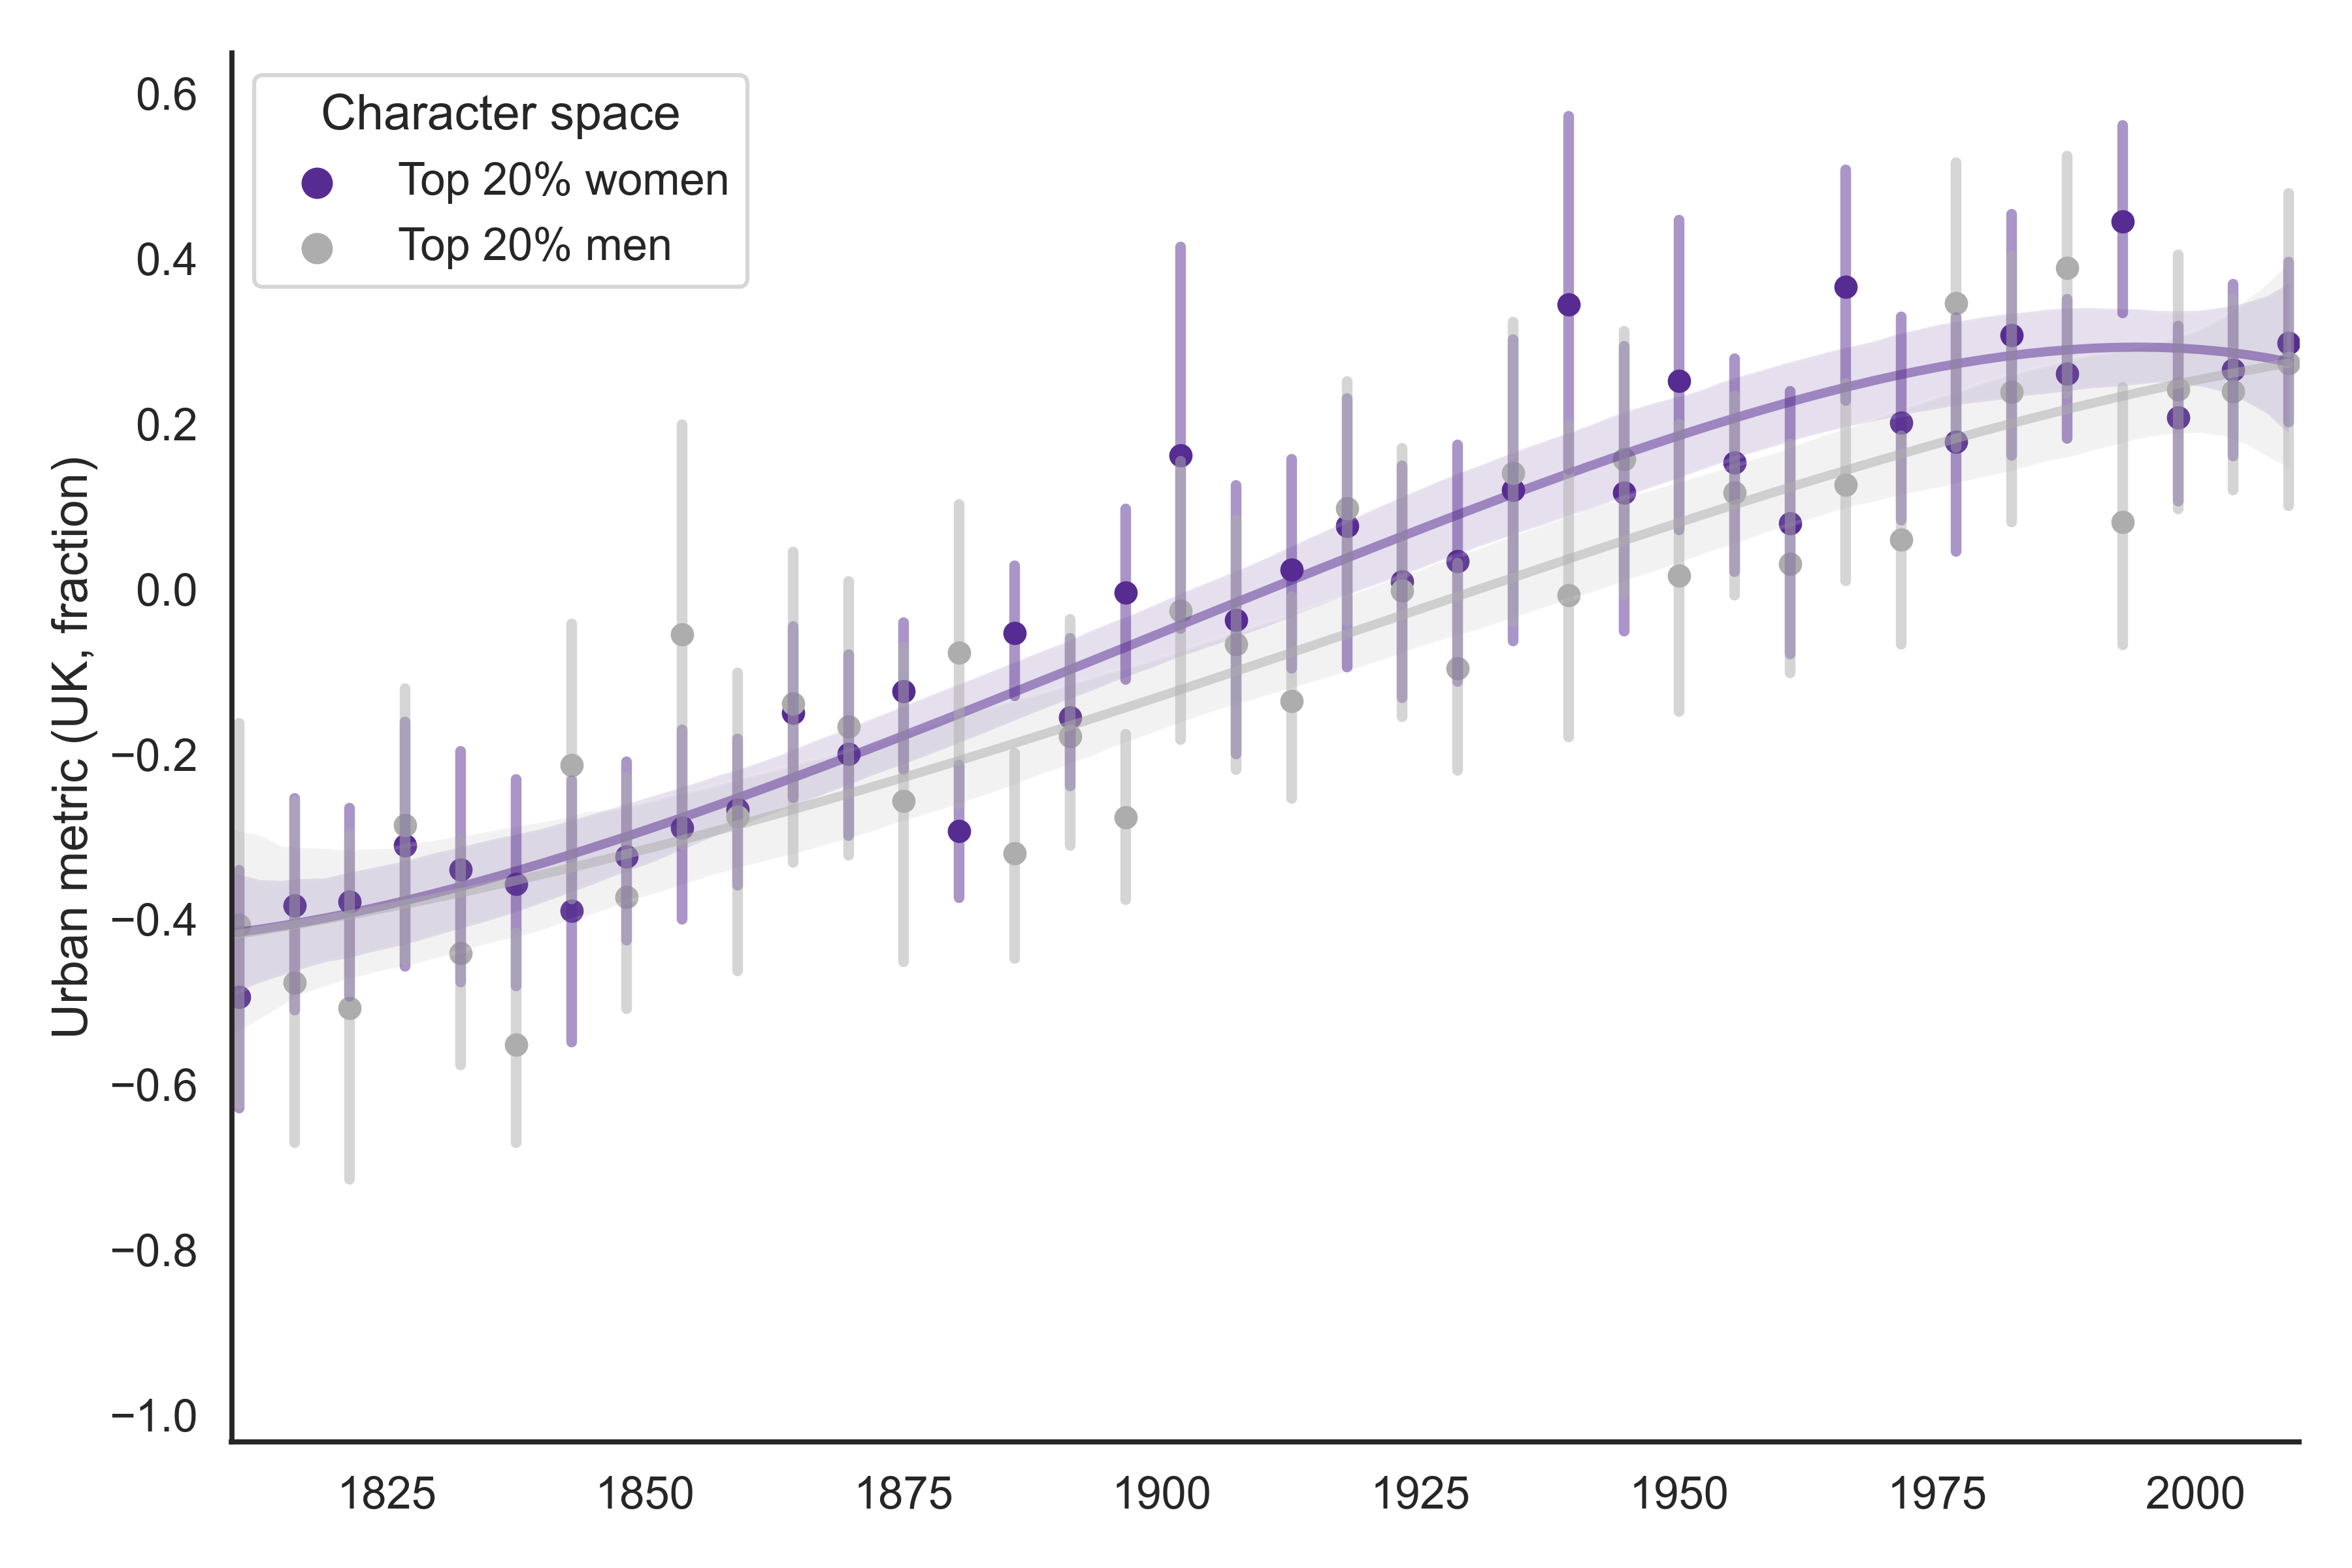 Character space
Top 20% women
Top 20% men
Urban metric (UK, fraction)
0.6
0.4
0.2
0.0
−0.2
−0.4
−0.6
−0.8
−1.0
1825 1850 1875 1900 1925 1950 1975 2000